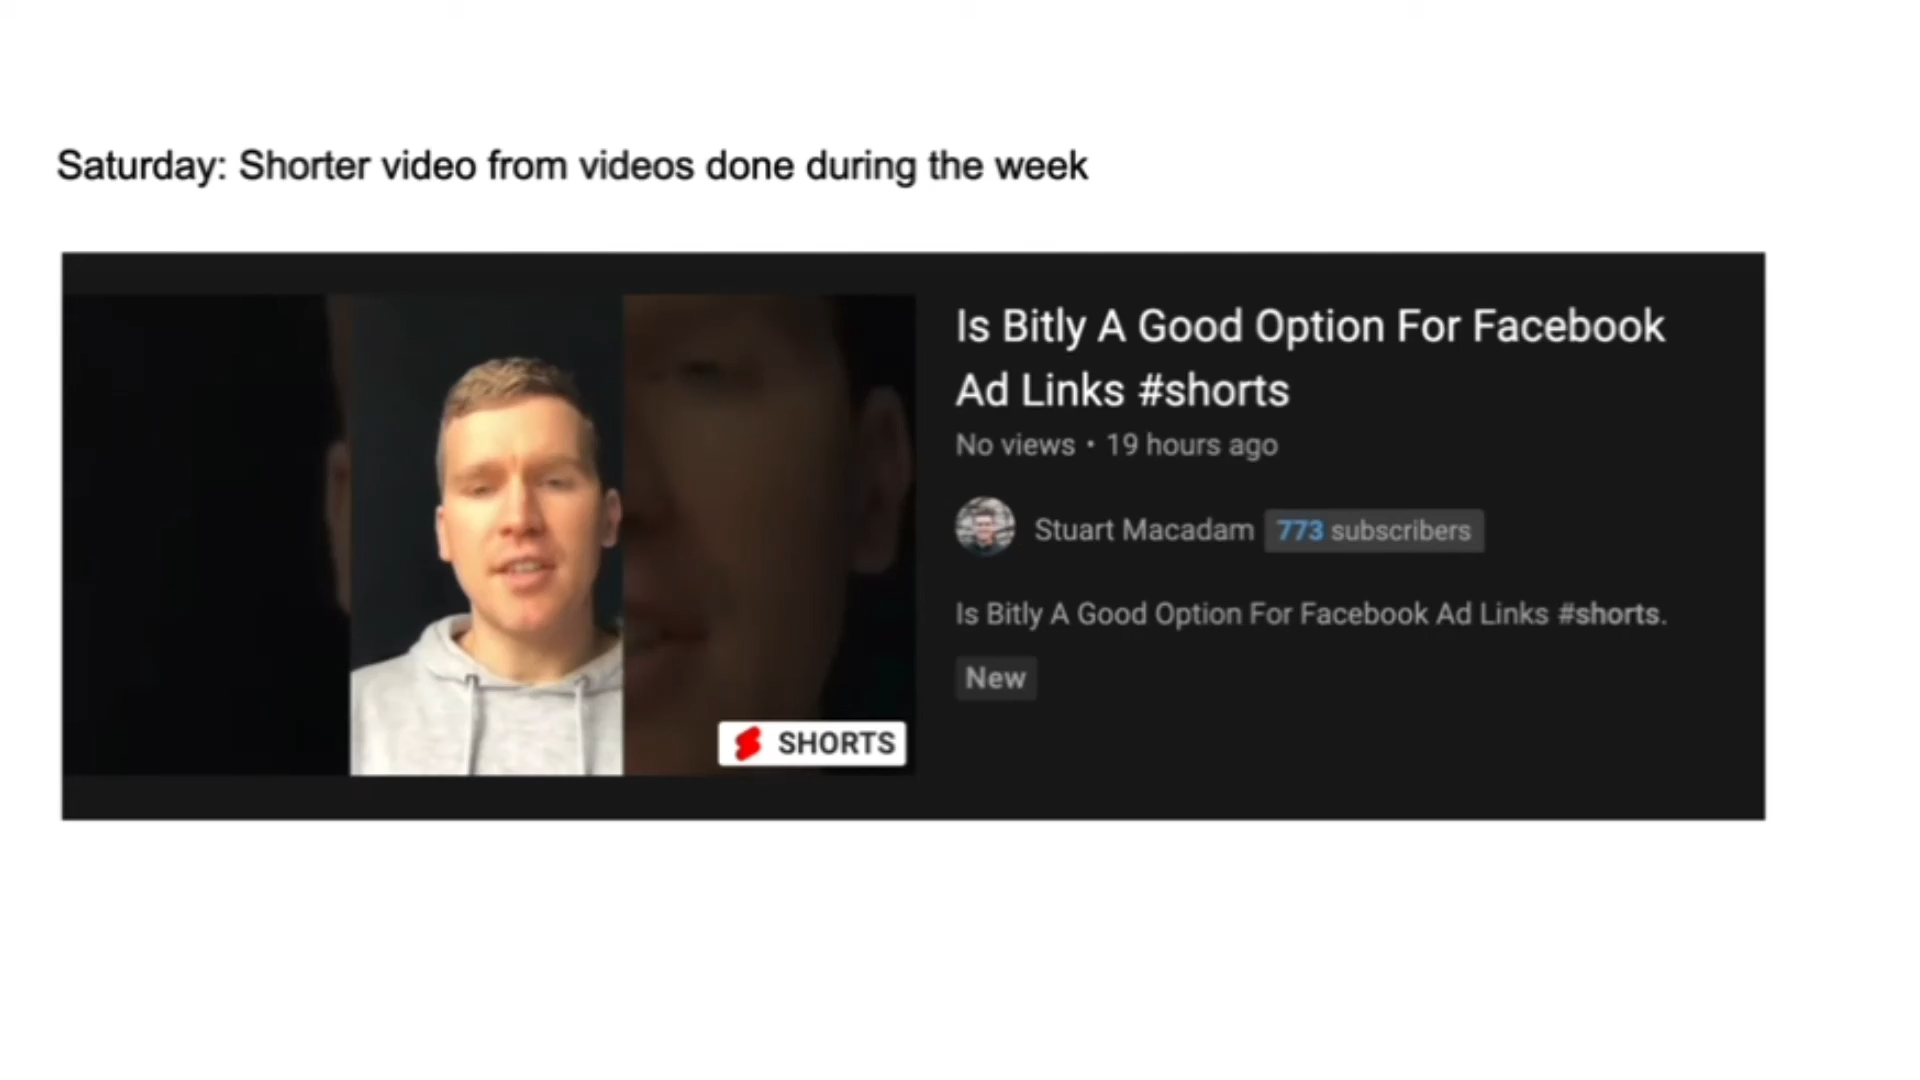 Saturday: Shorter video from videos done during the week
Is Bitly A Good Option For Facebook
Ad Links #shorts
No views • 19 hours ago
Stuart Macadam 773 subscribers
Is Bitly A Good Option For Facebook Ad Links #shorts.
New
SHORTS